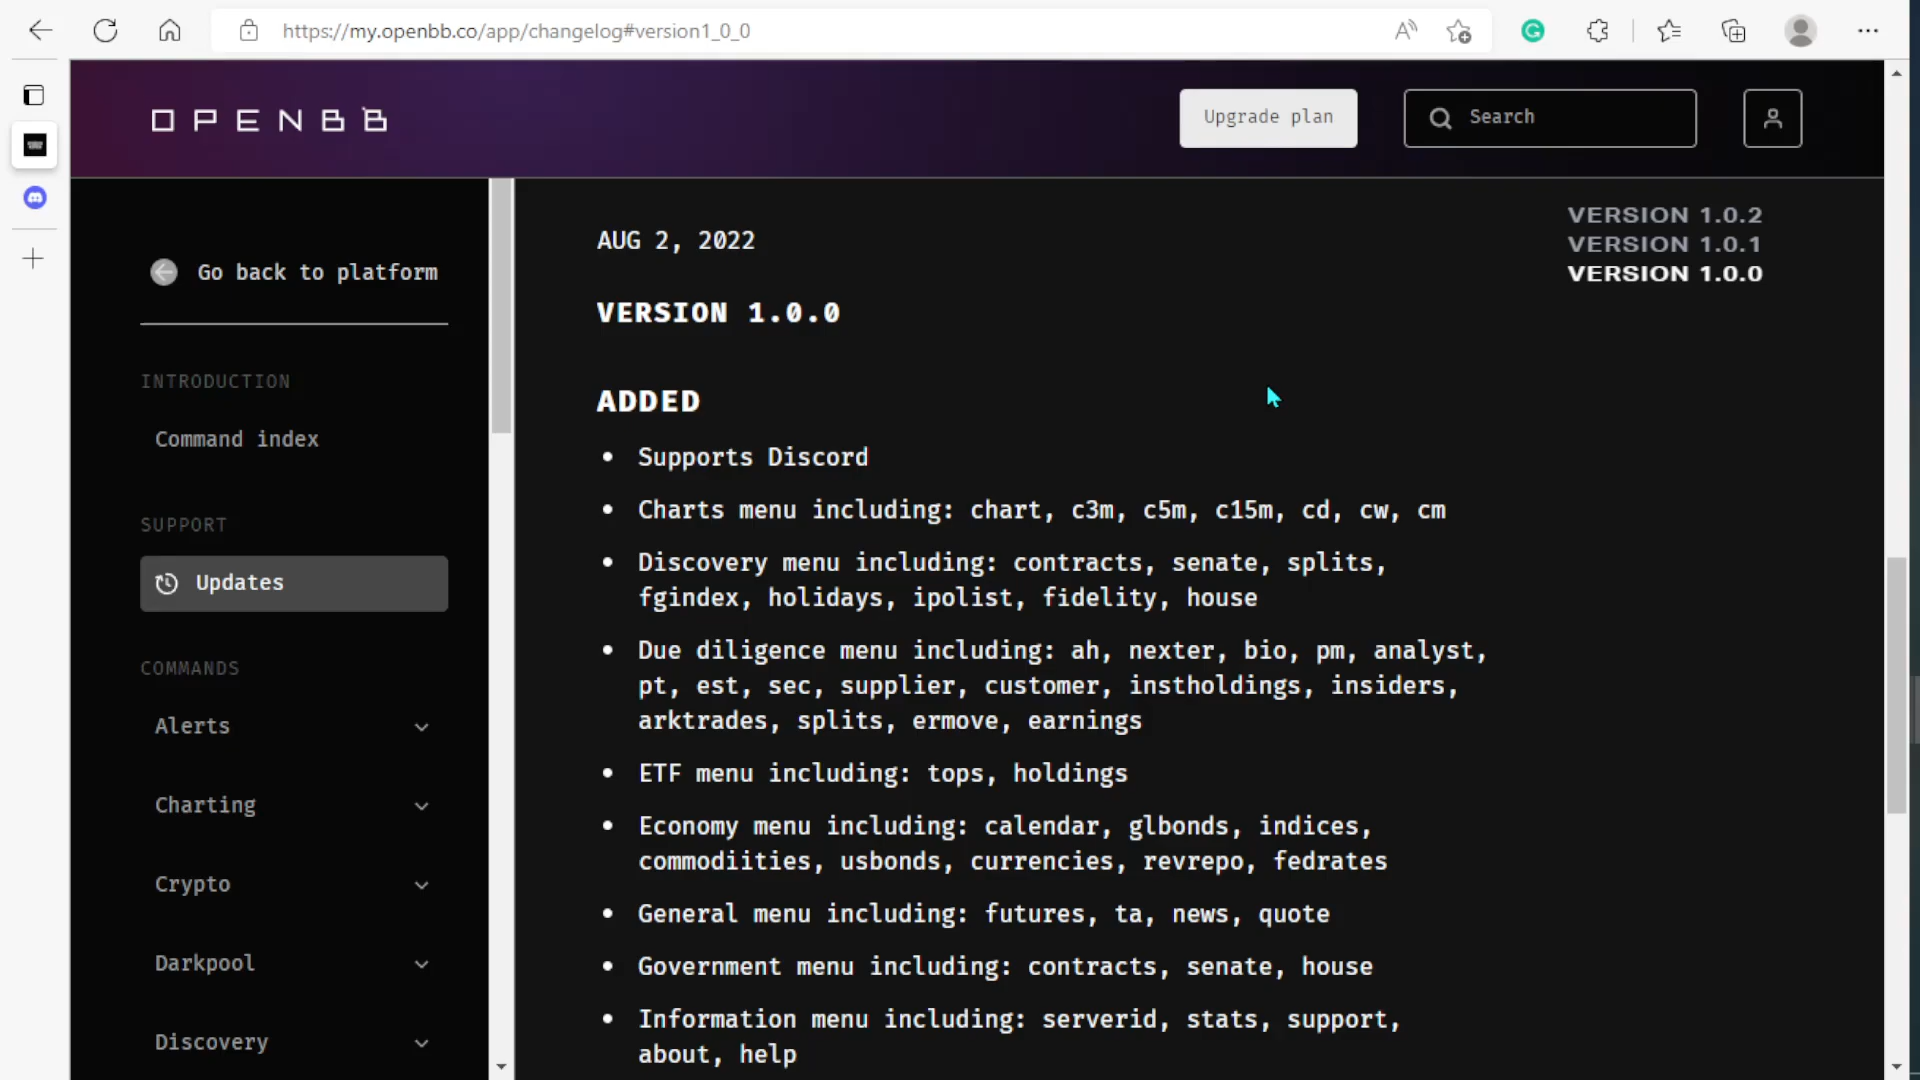 https://my.openbb.co/app/changelog#version1_0_0
OPENBB
Upgrade plan
Search
Go back to platform
INTRODUCTION
Command index
SUPPORT
Updates
COMMANDS
Alerts
Charting
Crypto
Darkpool
Discovery
AUG 2, 2022
VERSION 1.0.2
VERSION 1.0.1
VERSION 1.0.0
VERSION 1.0.0
ADDED
• Supports Discord
• Charts menu including: chart, c3m, c5m, c15m, cd, cw, cm
• Discovery menu including: contracts, senate, splits,
fgindex, holidays, ipolist, fidelity, house
• Due diligence menu including: ah, nexter, bio, pm, analyst,
pt, est, sec, supplier, customer, instholdings, insiders,
arktrades, splits, ermove, earnings
• ETF menu including: tops, holdings
• Economy menu including: calendar, glbonds, indices,
commodiities, usbonds, currencies, revrepo, fedrates
• General menu including: futures, ta, news, quote
• Government menu including: contracts, senate, house
• Information menu including: serverid, stats, support,
about, help